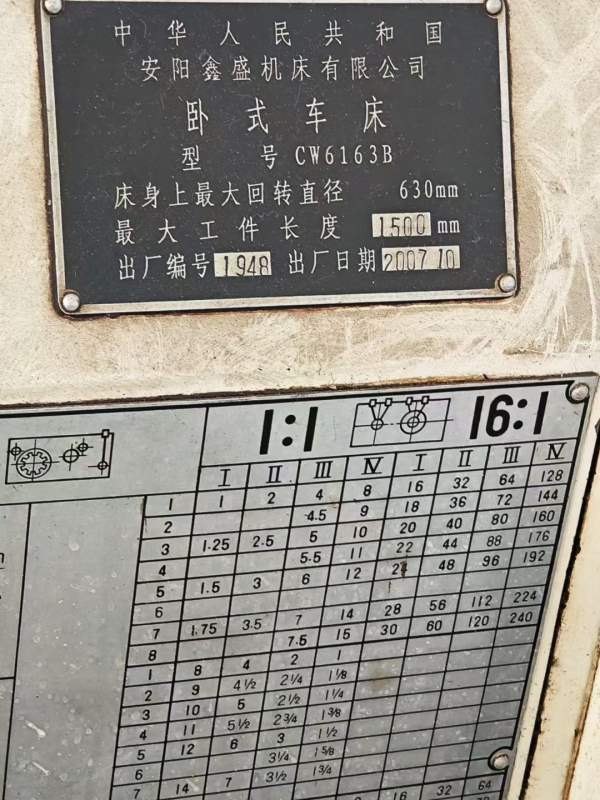 中华人民共和国
安阳鑫盛机床有限公司
卧式车床
型号 CW6163B
床身上最大回转直径 630mm
最大工件长度 1500 mm
出厂编号 1948 出厂日期 2007 10
1:1 16:1
I II III IV I II III IV
1 1 2 4 8 16 32 64 128
2 4.5 9 18 36 72 144
3 1.25 2.5 5 10 20 40 80 160
4 5.5 11 22 44 88 176
5 1.5 3 6 12 24 48 96 192
6
7 1.75 3.5 7 14 28 56 112 224
8 7.5 15 30 60 120 240
1 8 4 2 1
2 9 4½ 2¼ 1⅛
3 10 5 2½ 1¼
4 11 5½ 2¾ 1⅜
5 12 6 3 1½
6 3¼ 1⅝
7 14 7 3½ 1¾
16 32 64